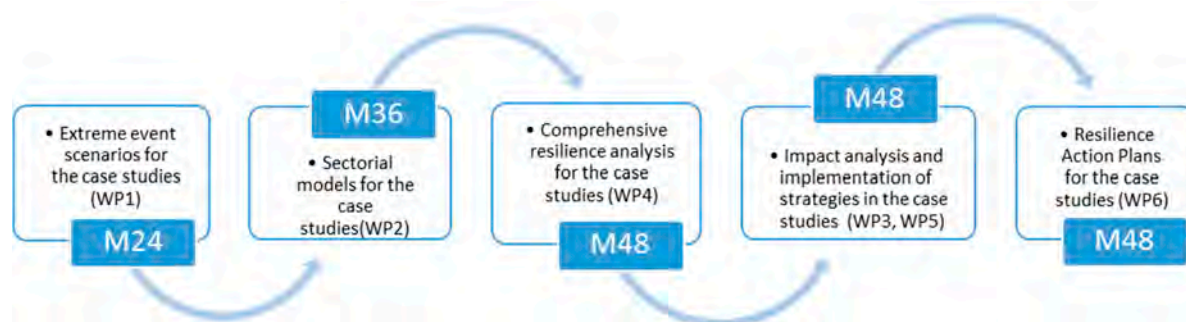 • Extreme event
scenarios for
the case studies
(WP1)
M24
M36
• Sectorial
models for the
case
studies(WP2)
• Comprehensive
resilience analysis
for the case
studies (WP4)
M48
M48
• Impact analysis and
implementation of
strategies in the case
studies (WP3, WP5)
• Resilience
Action Plans
for the case
studies (WP6)
M48